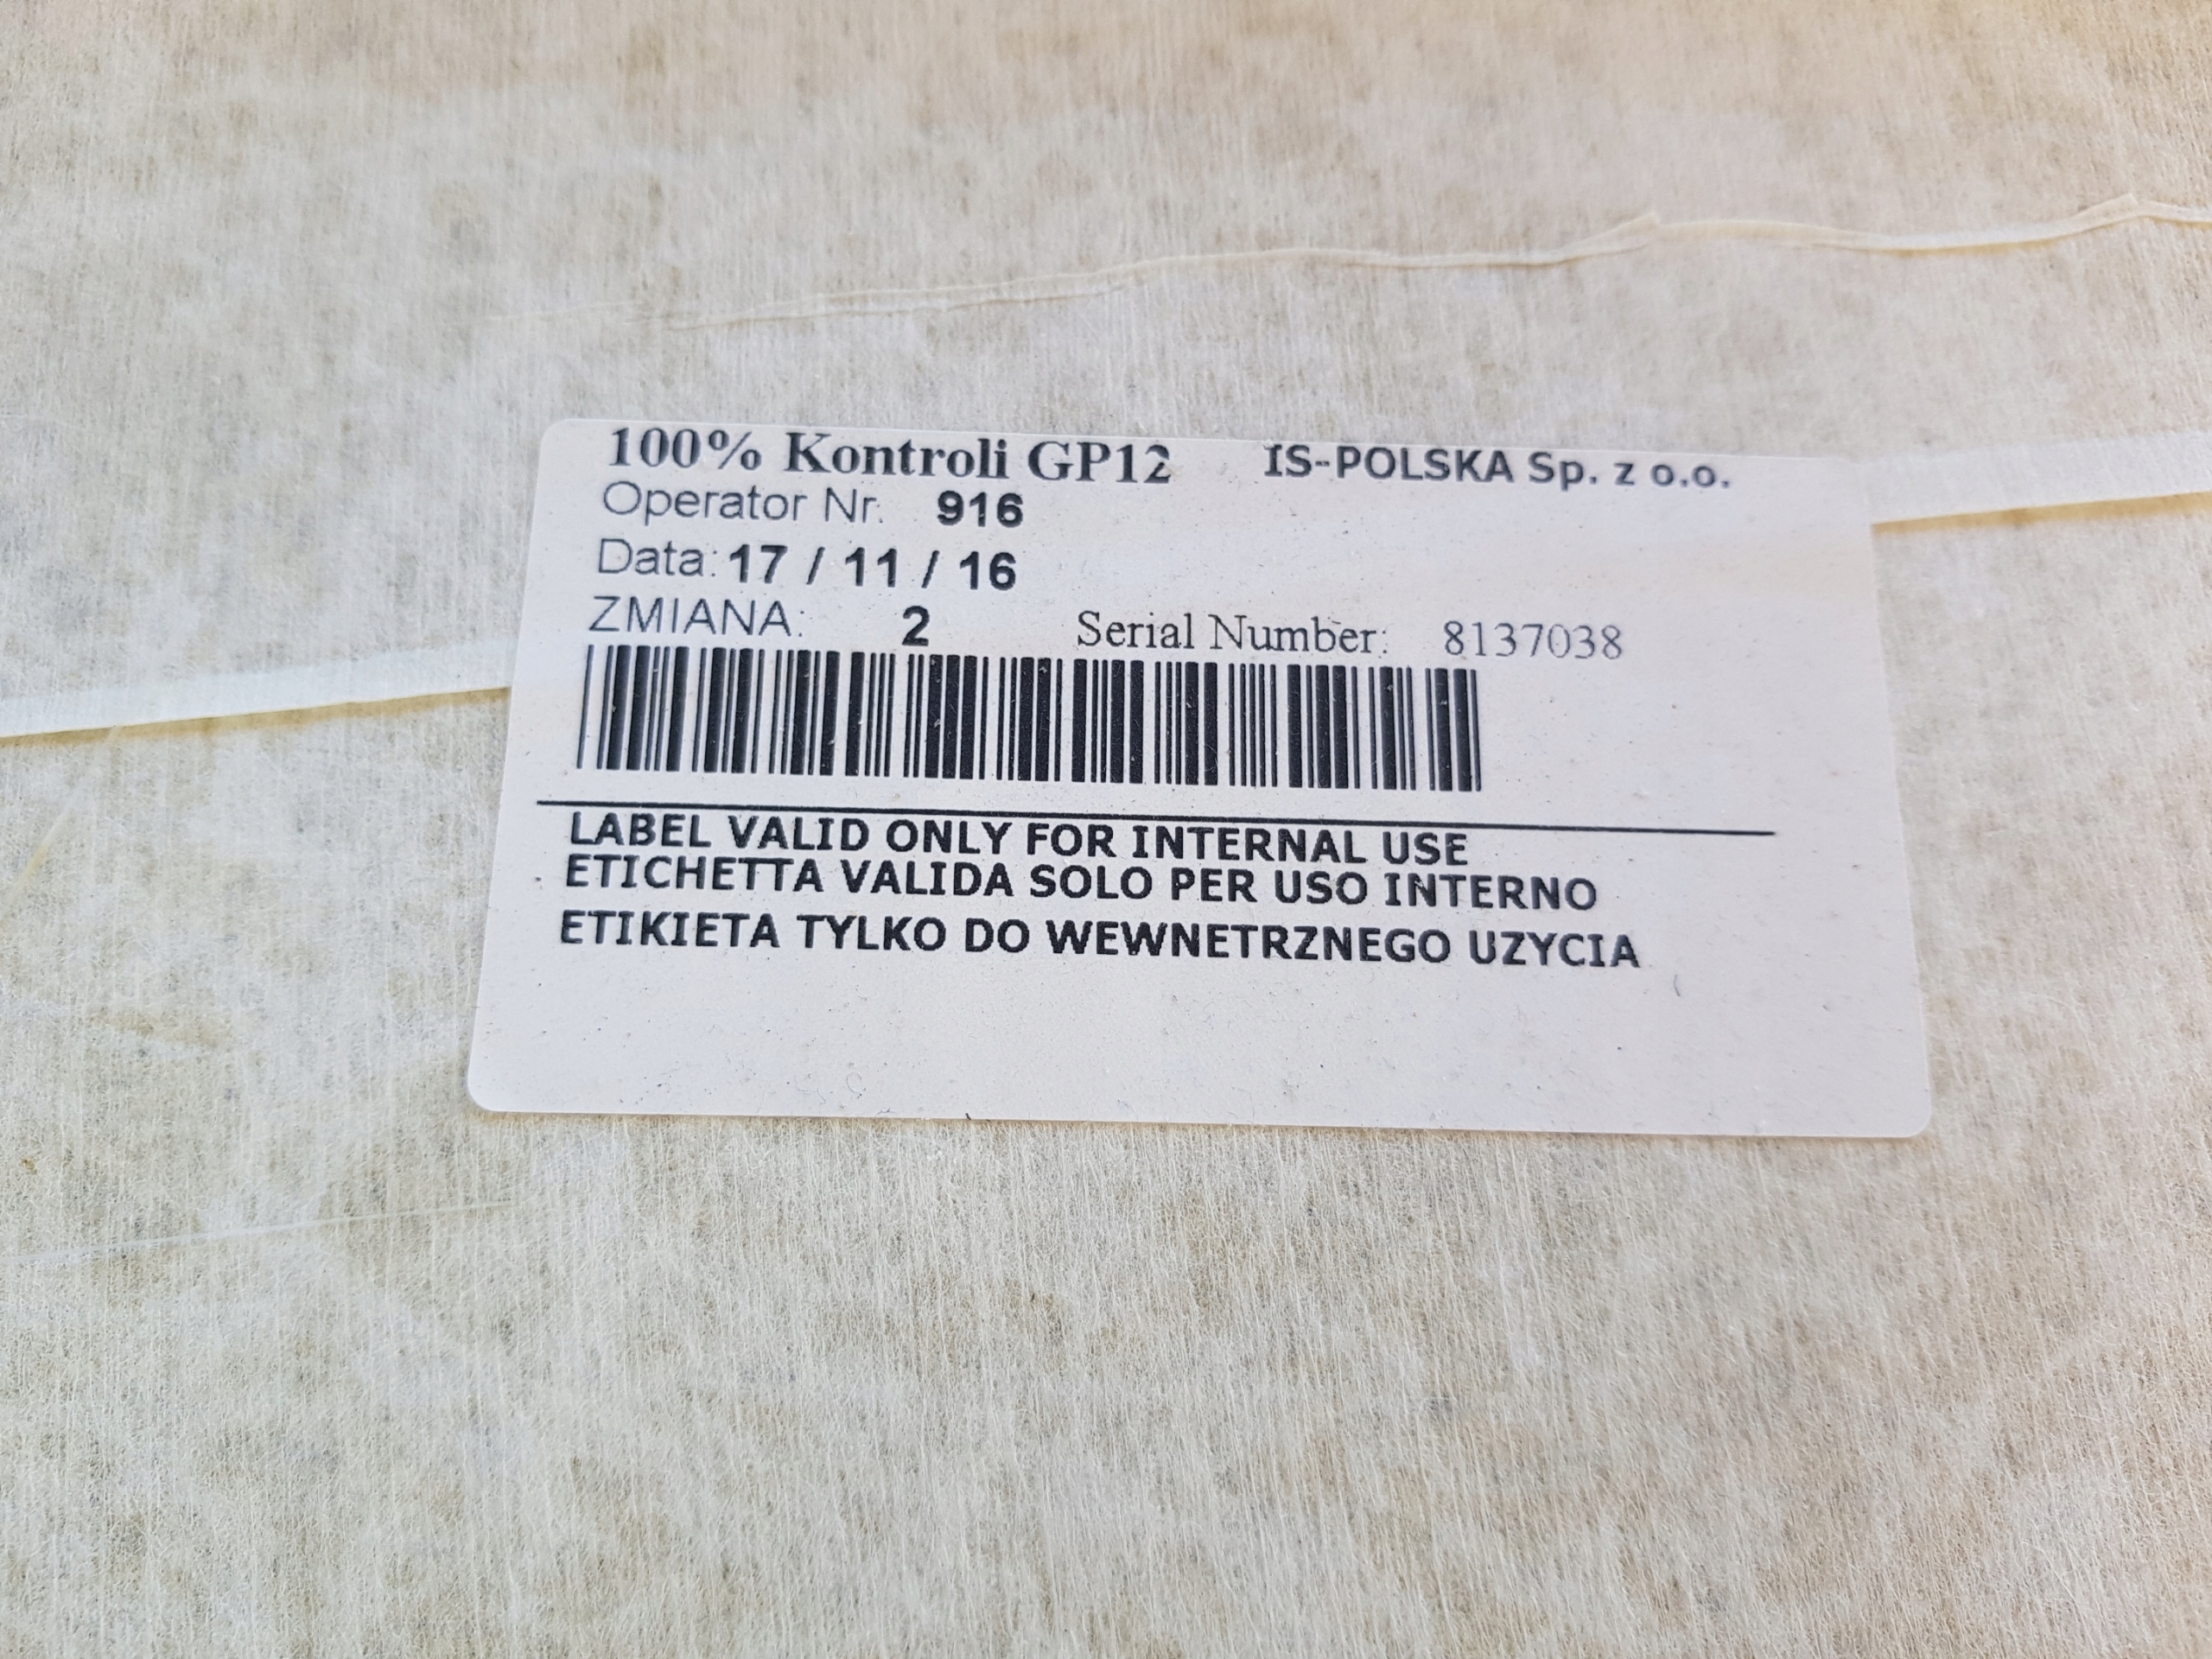 100% Kontroli GP12 IS-POLSKA Sp. z o.o.
Operator Nr. 916
Data: 17 / 11 / 16
ZMIANA: 2 Serial Number: 8137038
LABEL VALID ONLY FOR INTERNAL USE
ETICHETTA VALIDA SOLO PER USO INTERNO
ETIKIETA TYLKO DO WEWNETRZNEGO UZYCIA